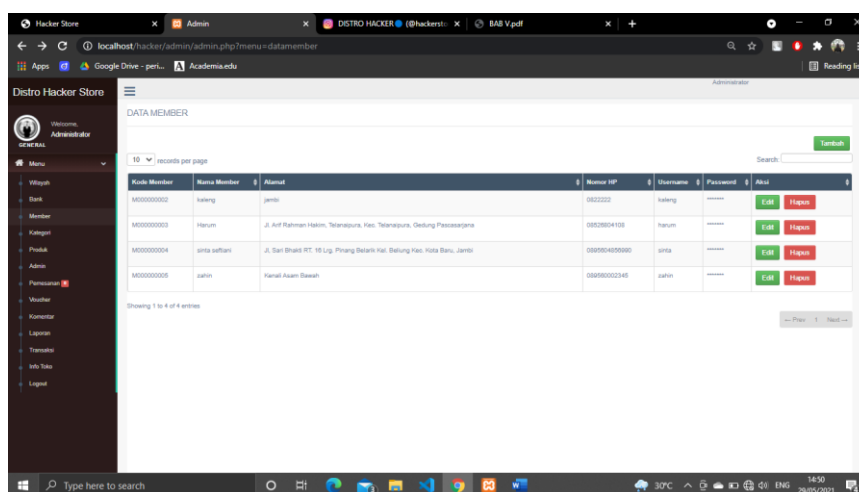 Hacker Store
Admin
DISTRO HACKER (@hackersto
BAB V.pdf
localhost/hacker/admin/admin.php?menu=datamember
Apps
Google Drive - peri...
Academia.edu
Reading lis
Distro Hacker Store
Administrator
Welcome,
Administrator
GENERAL
DATA MEMBER
Tambah
10 records per page
Search:
Menu
Wilayah
Bank
Member
Kategori
Produk
Admin
Pemesanan
Voucher
Komentar
Laporan
Transaksi
Info Toko
Logout
Kode Member Nama Member Alamat Nomor HP Username Password Aksi
M000000002 kaleng jambi 0822222 kaleng ******* Edit Hapus
M000000003 Harum Jl. Arif Rahman Hakim, Telanaipura, Kec. Telanaipura, Gedung Pascasarjana harum ******* Edit Hapus
M000000004 sinta Jl. Sari Bhakti RT. 16 Lrg. Pinang Belarik Kel. Beliung Kec. Kota Baru, Jambi sinta ******* Edit Hapus
M000000005 zahin Kenali Asam Bawah 089560002345 zahin ******* Edit Hapus
Showing 1 to 4 of 4 entries
← Prev 1 Next →
Type here to search
30°C
ENG
14:50
29/05/2021